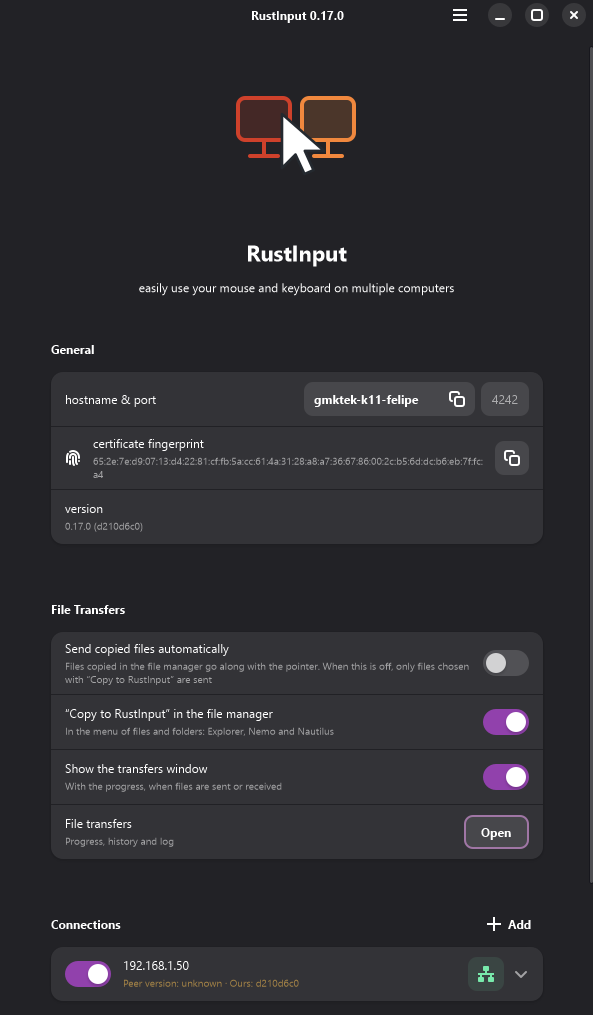 RustInput 0.17.0
RustInput
easily use your mouse and keyboard on multiple computers
General
hostname & port
gmktek-k11-felipe
4242
certificate fingerprint
65:2e:7e:d9:07:13:d4:22:81:cf:fb:5a:cc:61:4a:31:28:a8:a7:36:67:86:00:2c:b5:6d:dc:b6:eb:7f:fc:
a4
version
0.17.0 (d210d6c0)
File Transfers
Send copied files automatically
Files copied in the file manager go along with the pointer. When this is off, only files chosen
with “Copy to RustInput” are sent
“Copy to RustInput” in the file manager
In the menu of files and folders: Explorer, Nemo and Nautilus
Show the transfers window
With the progress, when files are sent or received
File transfers
Progress, history and log
Open
Connections
Add
192.168.1.50
Peer version: unknown · Ours: d210d6c0